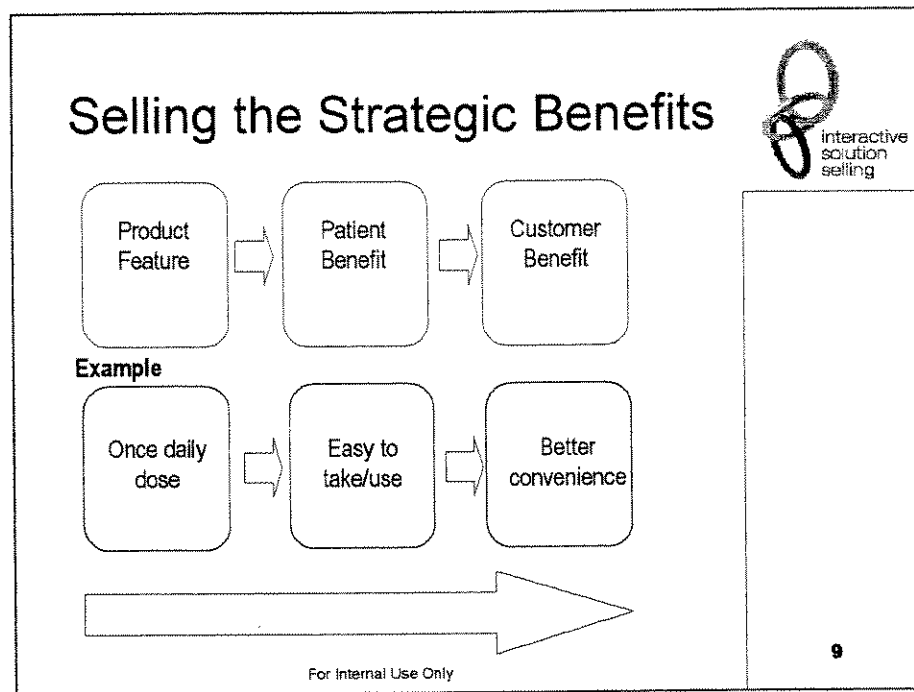 Selling the Strategic Benefits
interactive
solution
selling
Product
Feature
Patient
Benefit
Customer
Benefit
Example
Once daily
dose
Easy to
take/use
Better
convenience
For Internal Use Only
9